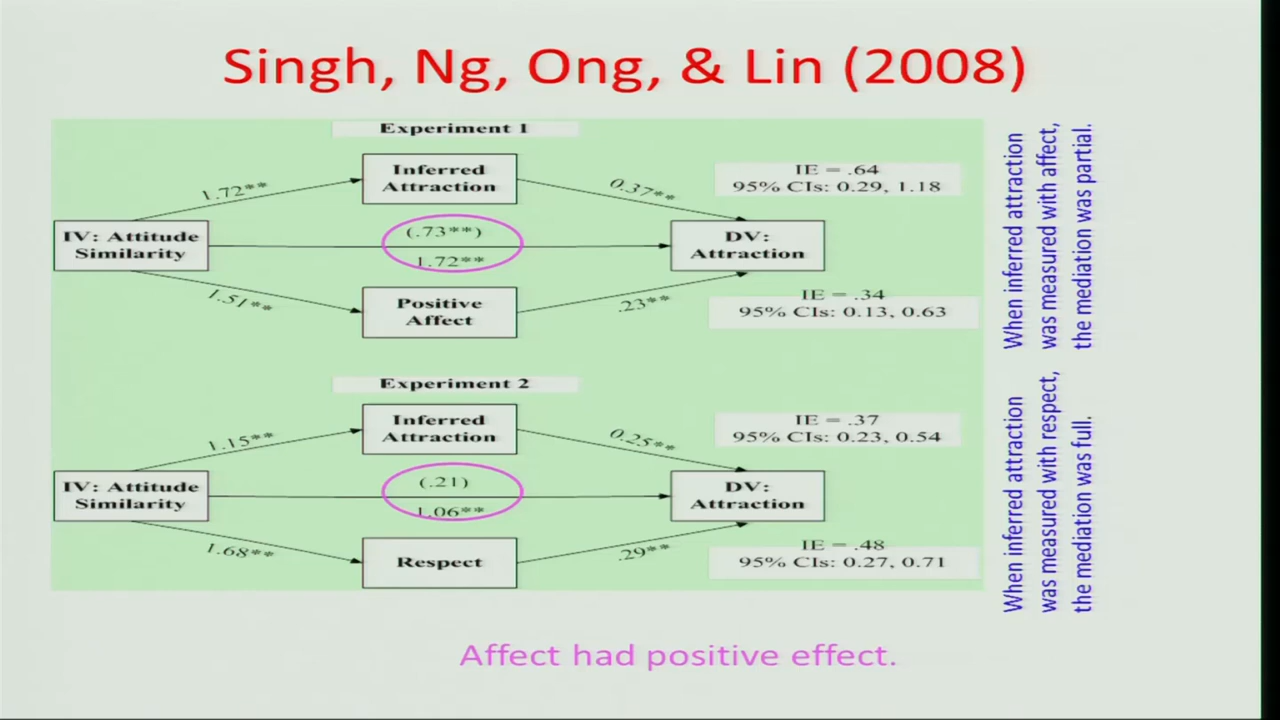 Singh, Ng, Ong, & Lin (2008)
Experiment 1
Inferred
Attraction
1.72**
0.37**
IE = .64
95% CIs: 0.29, 1.18
IV: Attitude
Similarity
(.73**)
1.72**
DV:
Attraction
1.51**
Positive
Affect
.23**
IE = .34
95% CIs: 0.13, 0.63
When inferred attraction
was measured with affect,
the mediation was partial.
Experiment 2
Inferred
Attraction
1.15**
0.25**
IE = .37
95% CIs: 0.23, 0.54
IV: Attitude
Similarity
(.21)
1.06**
DV:
Attraction
1.68**
Respect
.29**
IE = .48
95% CIs: 0.27, 0.71
When inferred attraction
was measured with respect,
the mediation was full.
Affect had positive effect.